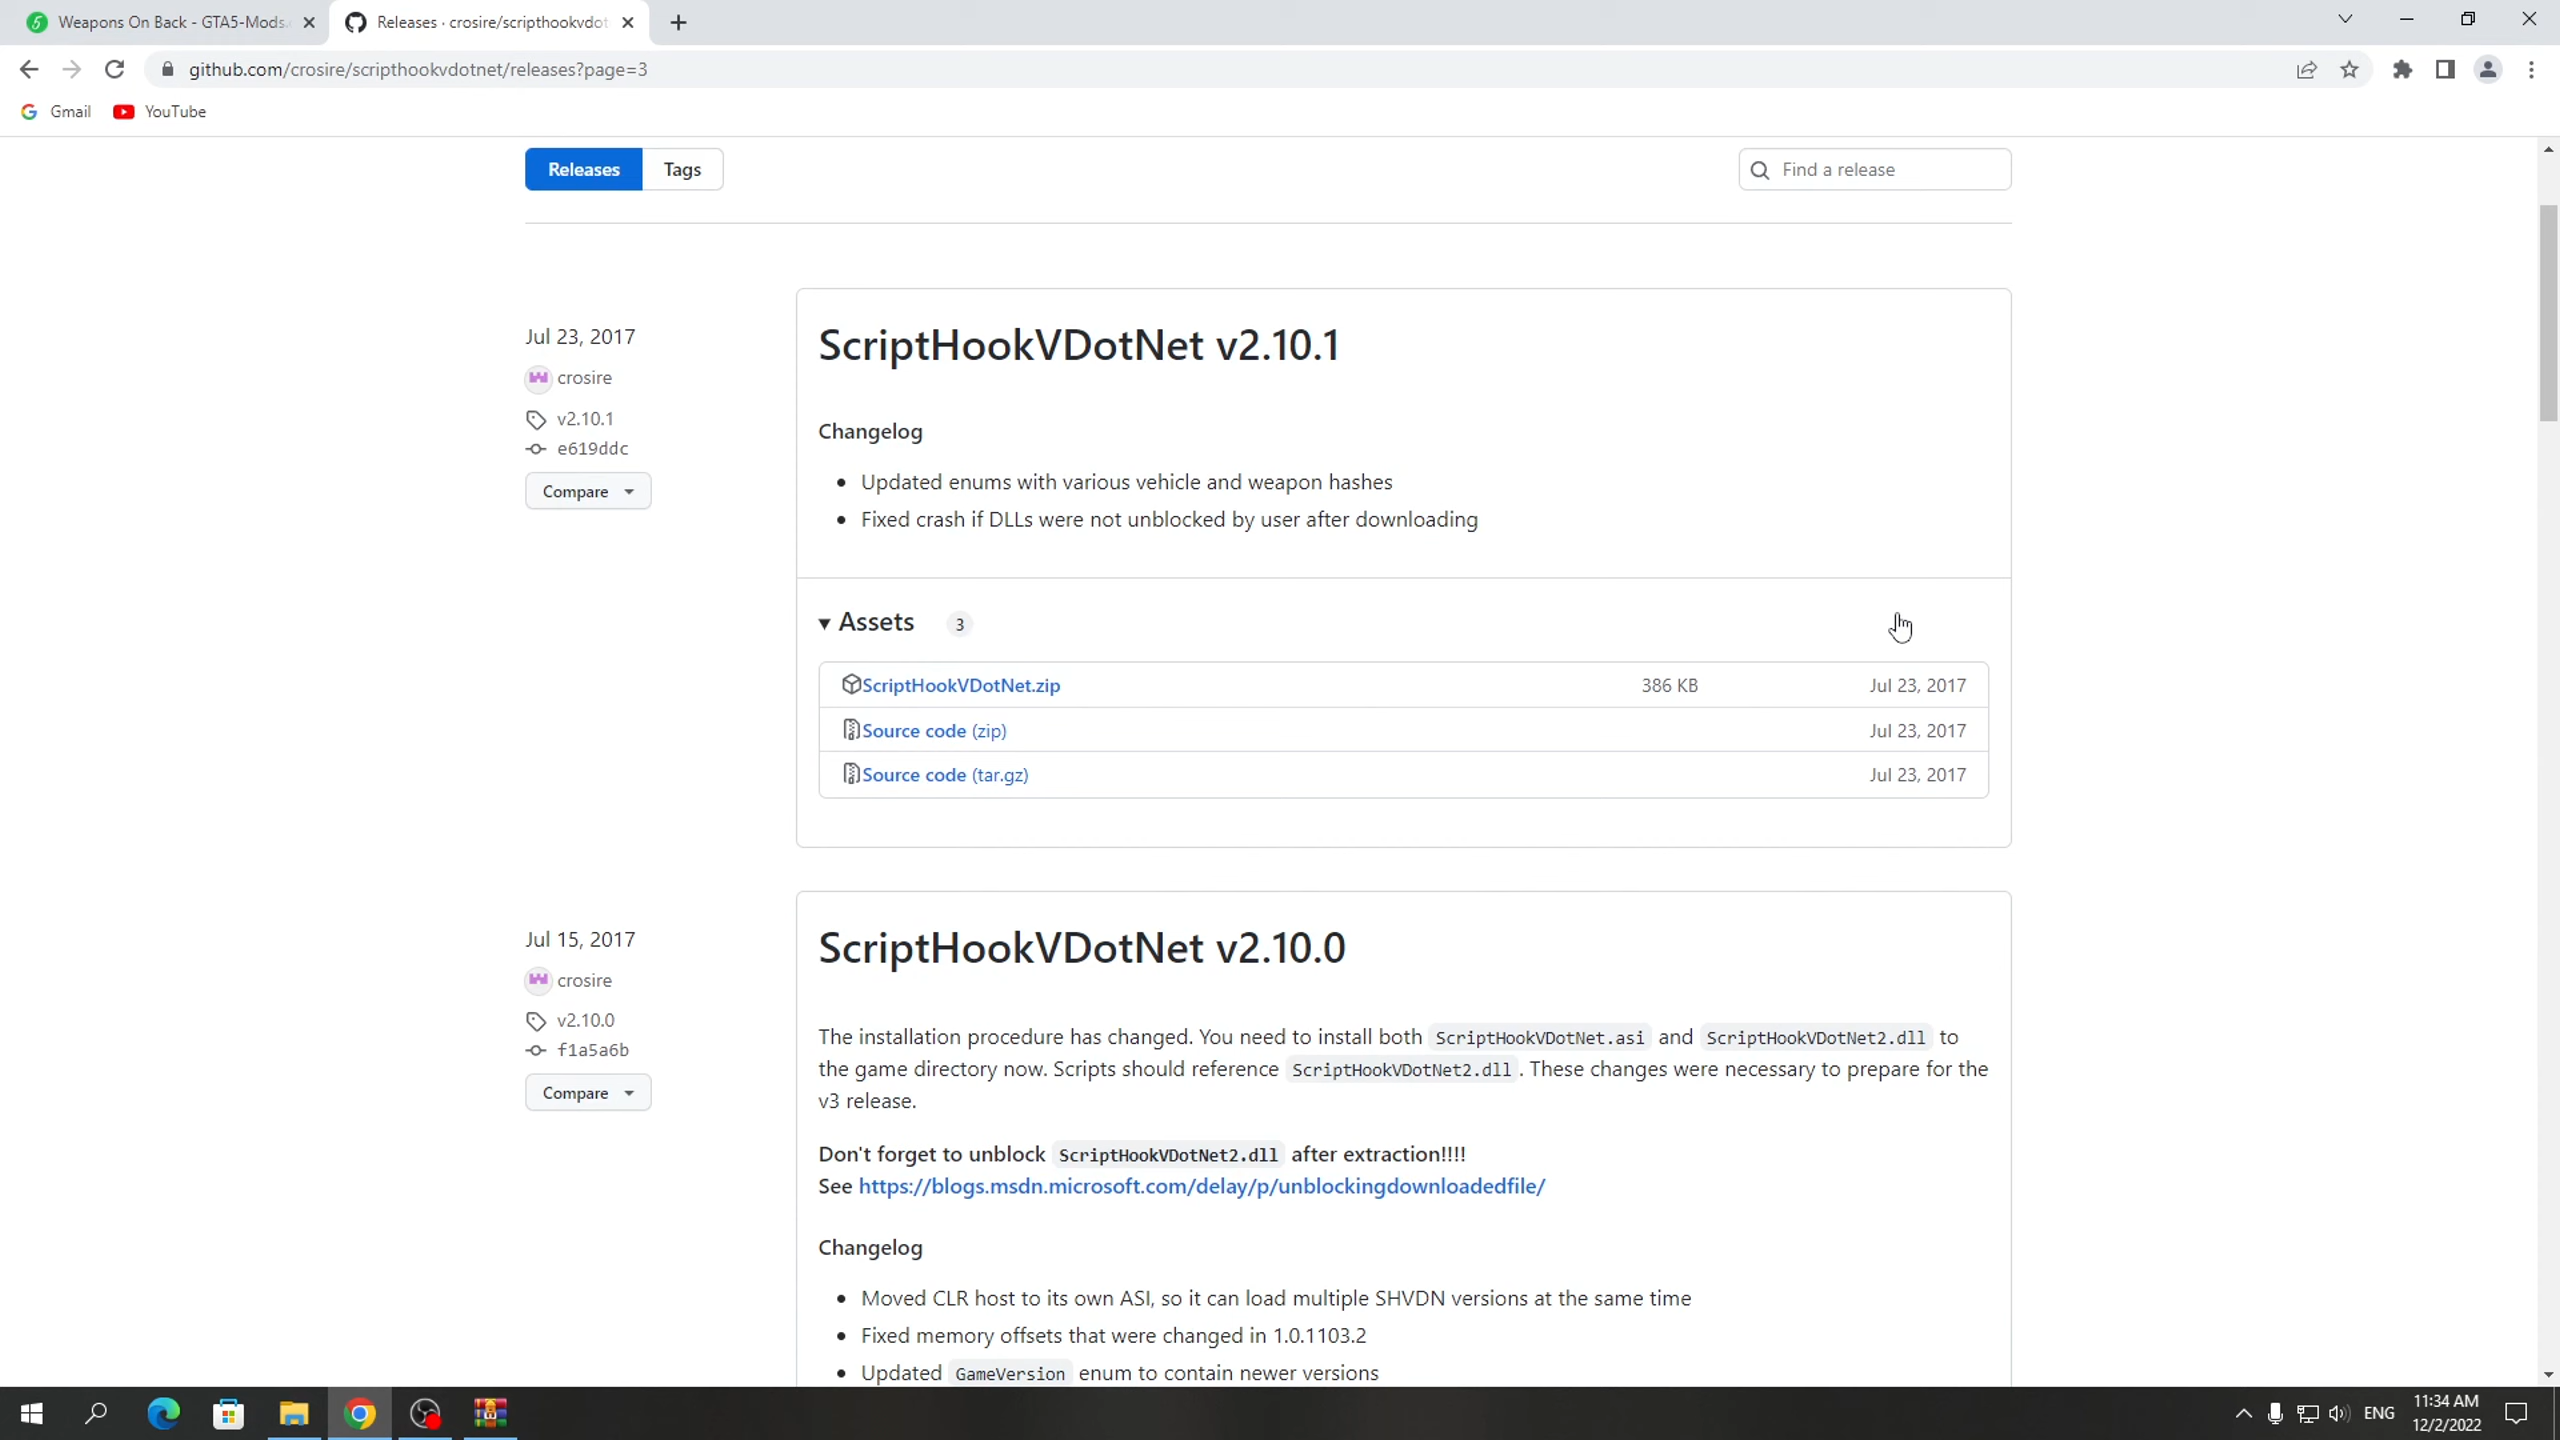 Weapons On Back - GTA5-Mods.
Releases · crosire/scripthookvdot
github.com/crosire/scripthookvdotnet/releases?page=3
Gmail
YouTube
Releases
Tags
Find a release
Jul 23, 2017
crosire
v2.10.1
e619ddc
Compare
ScriptHookVDotNet v2.10.1
Changelog
Updated enums with various vehicle and weapon hashes
Fixed crash if DLLs were not unblocked by user after downloading
Assets 3
ScriptHookVDotNet.zip 386 KB Jul 23, 2017
Source code (zip) Jul 23, 2017
Source code (tar.gz) Jul 23, 2017
Jul 15, 2017
crosire
v2.10.0
f1a5a6b
Compare
ScriptHookVDotNet v2.10.0
The installation procedure has changed. You need to install both ScriptHookVDotNet.asi and ScriptHookVDotNet2.dll to
the game directory now. Scripts should reference ScriptHookVDotNet2.dll. These changes were necessary to prepare for the
v3 release.
Don't forget to unblock ScriptHookVDotNet2.dll after extraction!!!!
See https://blogs.msdn.microsoft.com/delay/p/unblockingdownloadedfile/
Changelog
Moved CLR host to its own ASI, so it can load multiple SHVDN versions at the same time
Fixed memory offsets that were changed in 1.0.1103.2
Updated GameVersion enum to contain newer versions
ENG
11:34 AM
12/2/2022